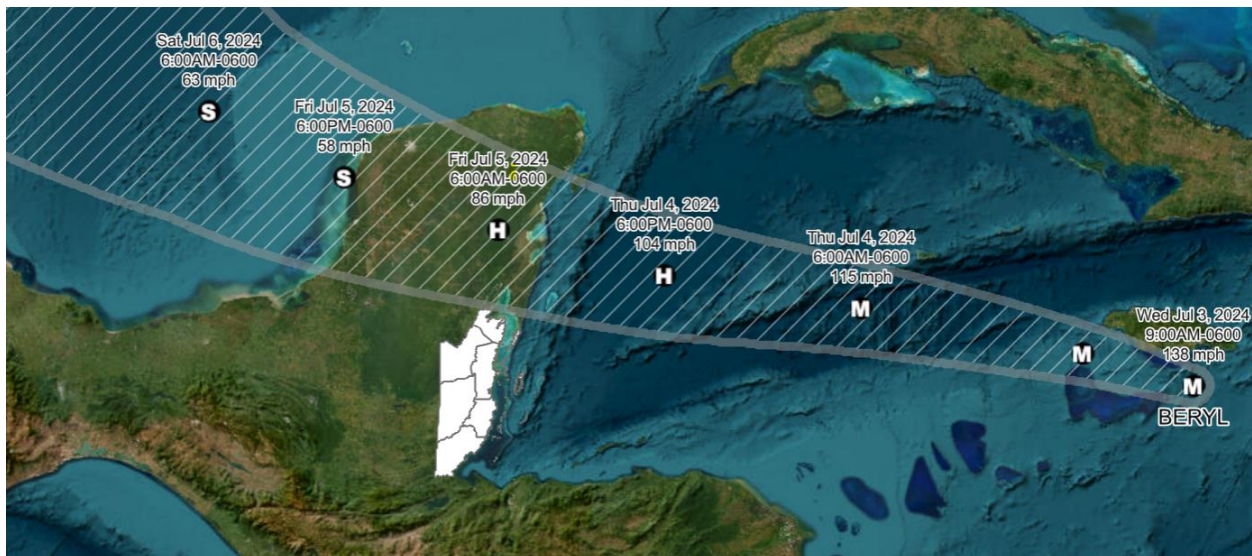 Sat Jul 6, 2024
6:00AM-0600
63 mph
S
Fri Jul 5, 2024
6:00PM-0600
58 mph
S
Fri Jul 5, 2024
6:00AM-0600
86 mph
H
Thu Jul 4, 2024
6:00PM-0600
104 mph
H
Thu Jul 4, 2024
6:00AM-0600
115 mph
M
Wed Jul 3, 2024
9:00AM-0600
138 mph
M
M
BERYL